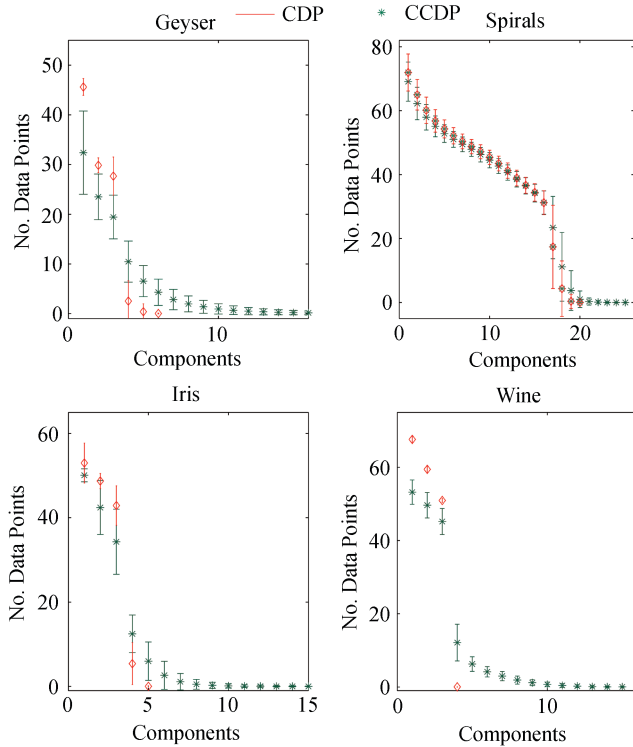 CDP CCDP
Geyser
Spirals
No. Data Points
50
40
30
20
10
0
0 10
Components
No. Data Points
80
60
40
20
0
0 10 20
Components
Iris
Wine
No. Data Points
60
40
20
0
0 5 10 15
Components
No. Data Points
60
40
20
0
0 10
Components